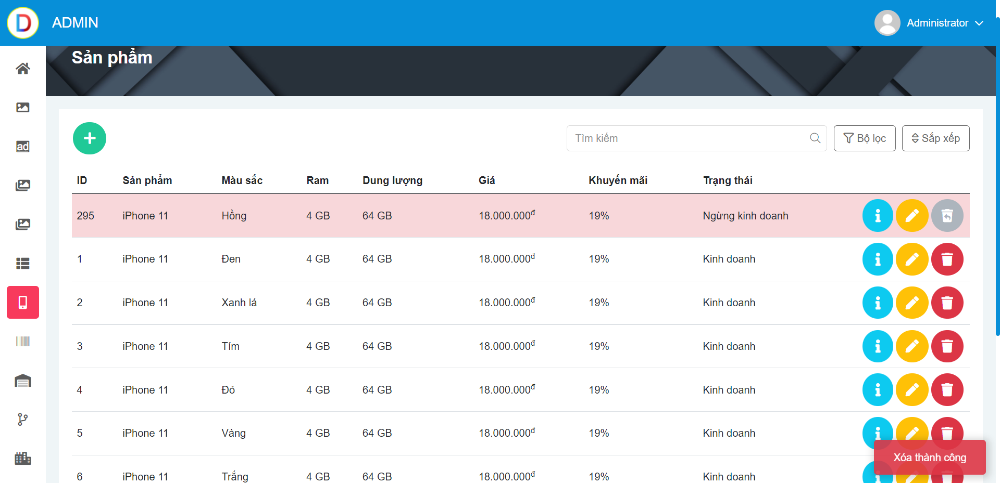 D ADMIN Administrator
Sản phẩm
ad
Tìm kiếm Bộ lọc Sắp xếp
ID Sản phẩm Màu sắc Ram Dung lượng Giá Khuyến mãi Trạng thái
295 iPhone 11 Hồng 4 GB 64 GB 18.000.000đ 19% Ngừng kinh doanh
1 iPhone 11 Đen 4 GB 64 GB 18.000.000đ 19% Kinh doanh
2 iPhone 11 Xanh lá 4 GB 64 GB 18.000.000đ 19% Kinh doanh
3 iPhone 11 Tím 4 GB 64 GB 18.000.000đ 19% Kinh doanh
4 iPhone 11 Đỏ 4 GB 64 GB 18.000.000đ 19% Kinh doanh
5 iPhone 11 Vàng 4 GB 64 GB 18.000.000đ 19% Kinh doanh
Xóa thành công
6 iPhone 11 Trắng 4 GB 64 GB 18.000.000đ 19% Kinh doanh